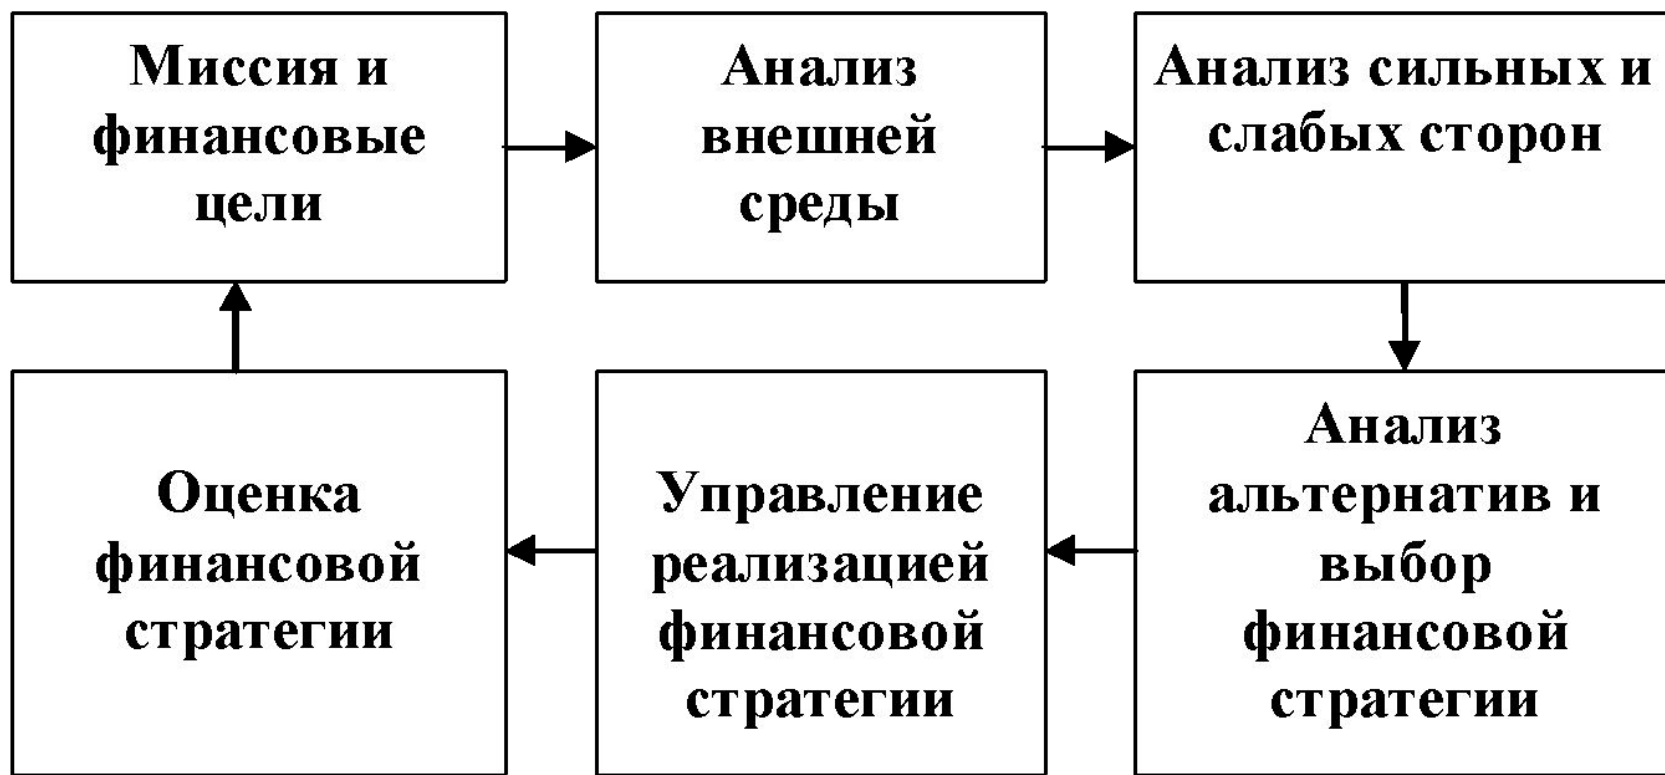 Миссия и
финансовые
цели
Анализ
внешней
среды
Анализ сильных и
слабых сторон
Анализ
альтернатив и
выбор
финансовой
стратегии
Управление
реализацией
финансовой
стратегии
Оценка
финансовой
стратегии